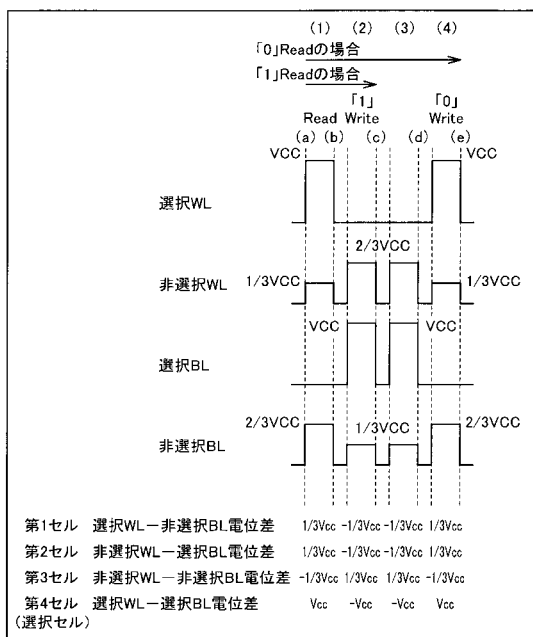 (1) (2) (3) (4)
「0」Readの場合
「1」Readの場合
「1」 「0」
Read Write Write
(a) (b) (c) (d) (e)
VCC VCC
選択WL
2/3VCC
1/3VCC 1/3VCC
非選択WL
VCC VCC
選択BL
2/3VCC 1/3VCC 2/3VCC
非選択BL
第1セル 選択WL－非選択BL電位差 1/3Vcc -1/3Vcc -1/3Vcc 1/3Vcc
第2セル 非選択WL－選択BL電位差 1/3Vcc -1/3Vcc -1/3Vcc 1/3Vcc
第3セル 非選択WL－非選択BL電位差 -1/3Vcc 1/3Vcc 1/3Vcc -1/3Vcc
第4セル 選択WL－選択BL電位差 Vcc -Vcc -Vcc Vcc
(選択セル)